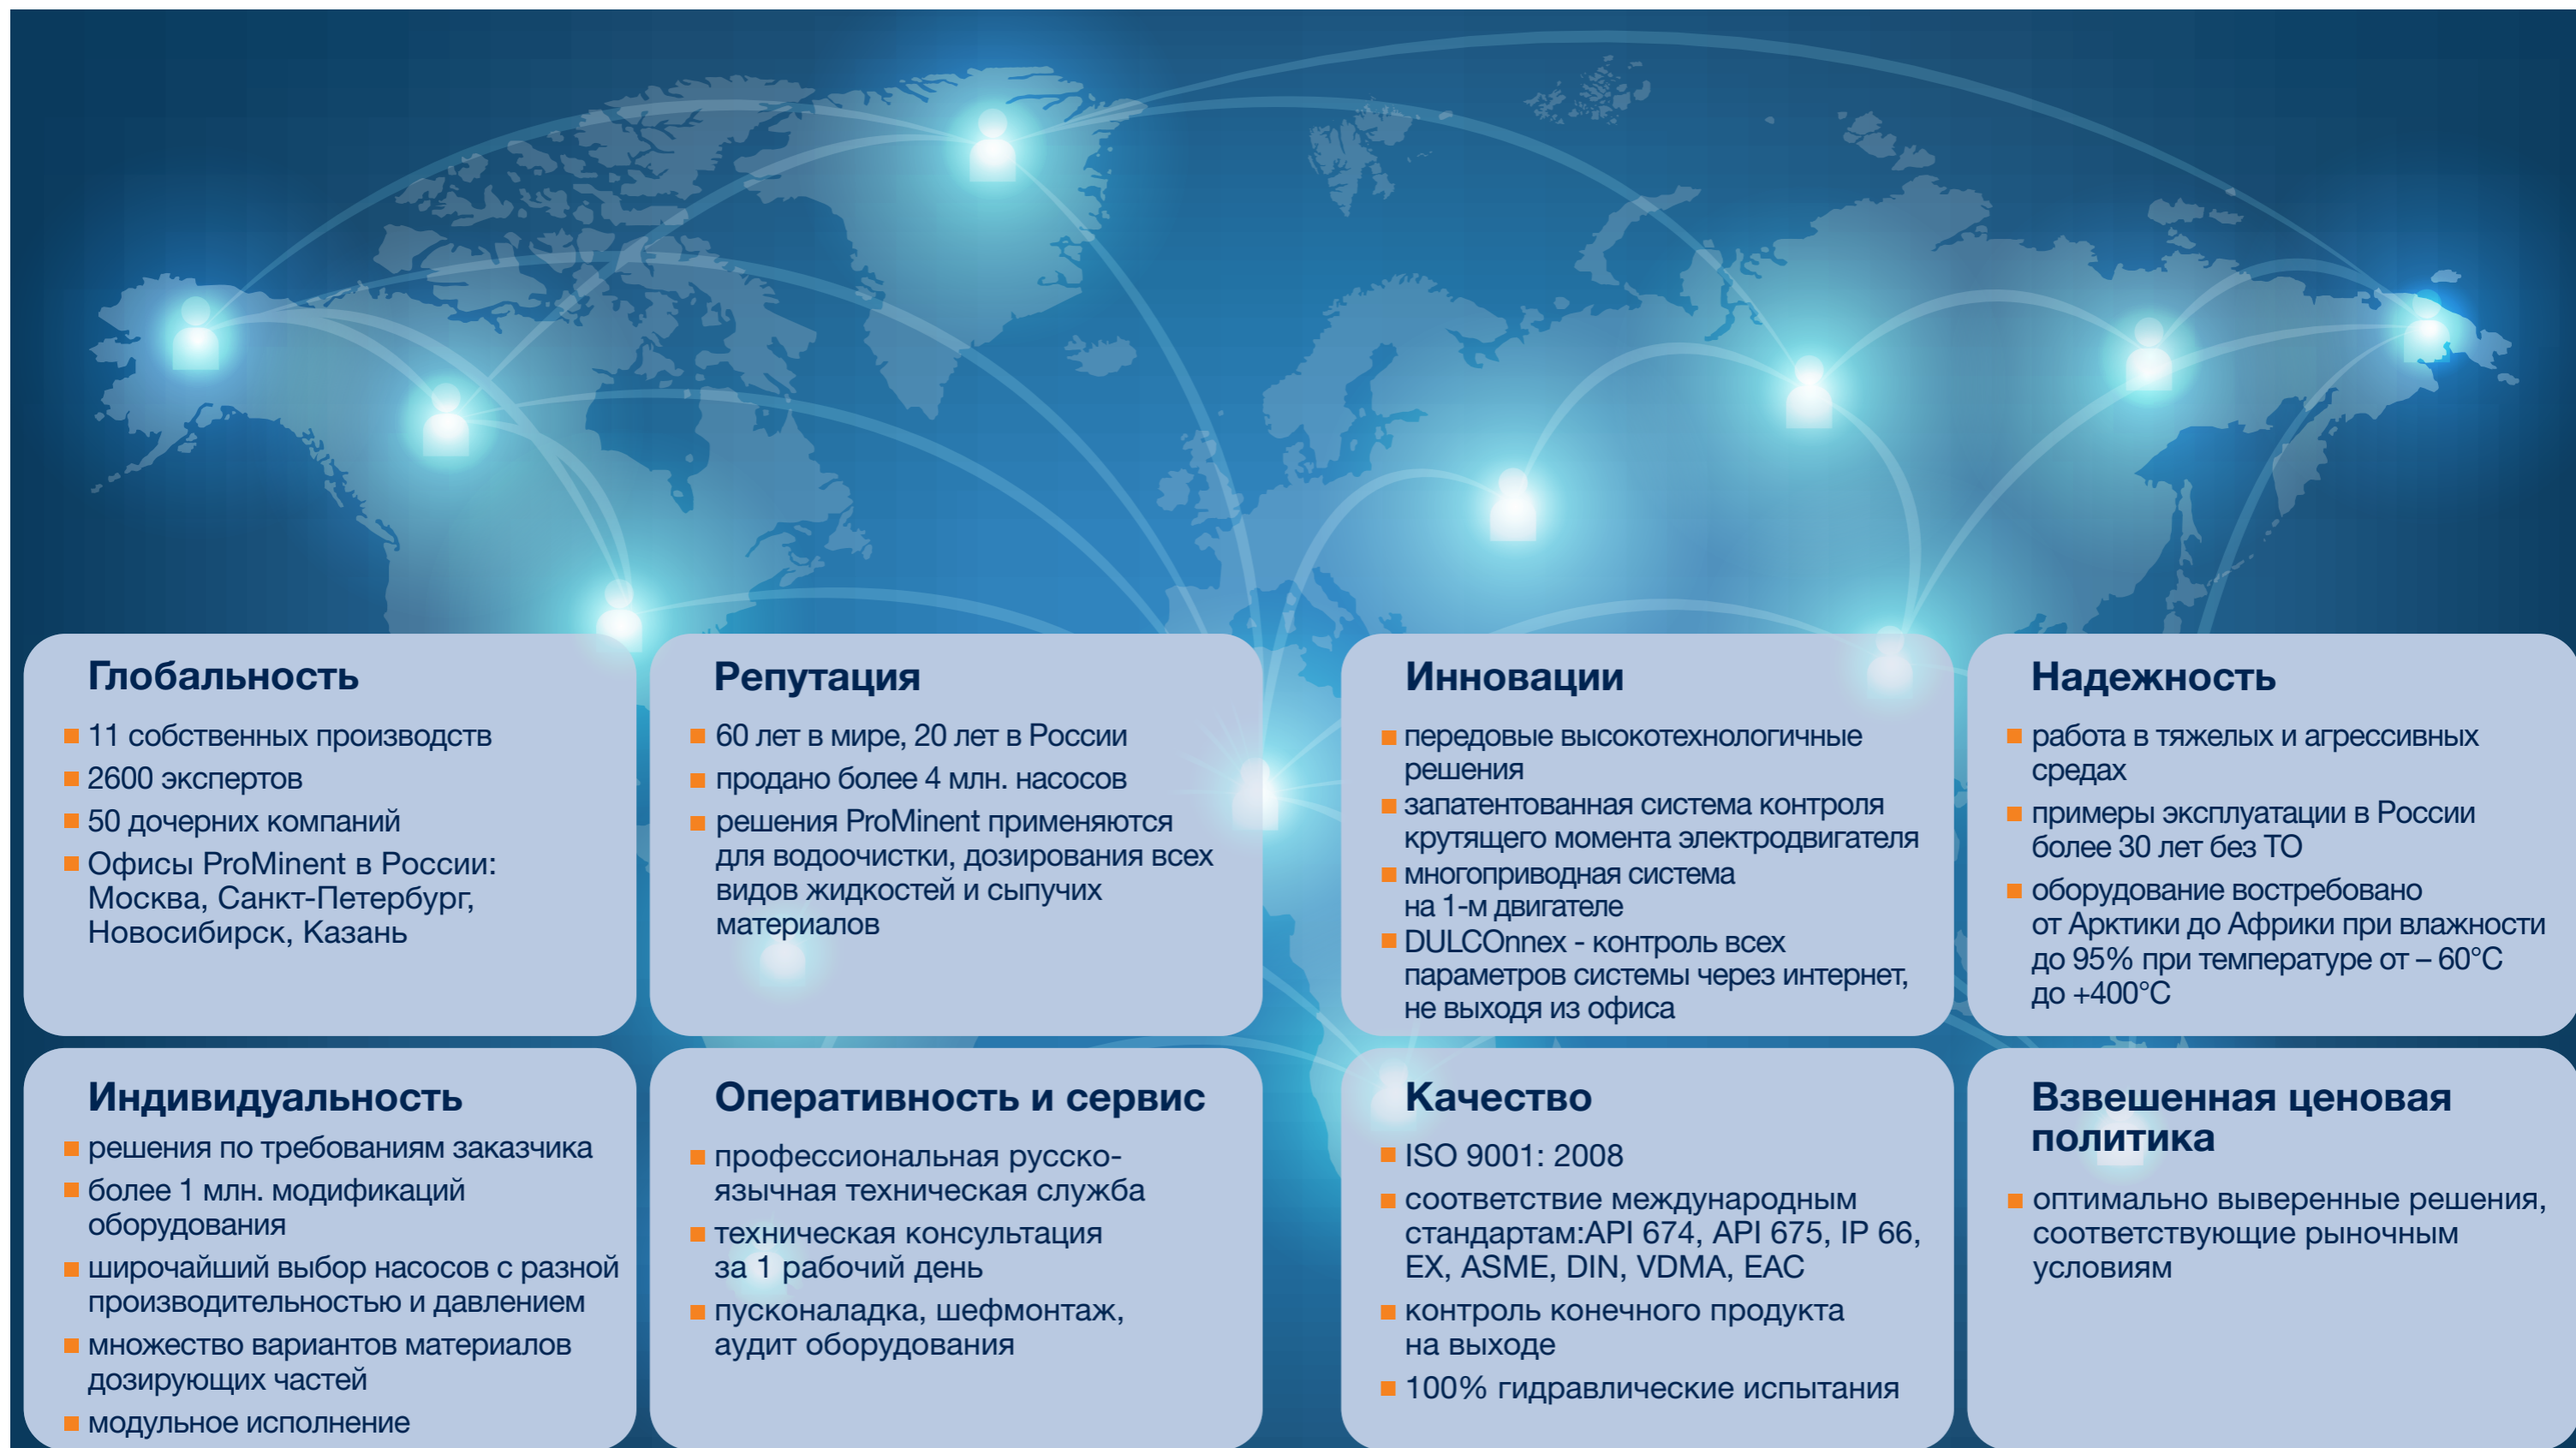 Глобальность
11 собственных производств
2600 экспертов
50 дочерних компаний
Офисы ProMinent в России:
Москва, Санкт-Петербург,
Новосибирск, Казань
Репутация
60 лет в мире, 20 лет в России
продано более 4 млн. насосов
решения ProMinent применяются
для водоочистки, дозирования всех
видов жидкостей и сыпучих
материалов
Инновации
передовые высокотехнологичные
решения
запатентованная система контроля
крутящего момента электродвигателя
многоприводная система
на 1-м двигателе
DULCOnnex - контроль всех
параметров системы через интернет,
не выходя из офиса
Надежность
работа в тяжелых и агрессивных
средах
примеры эксплуатации в России
более 30 лет без ТО
оборудование востребовано
от Арктики до Африки при влажности
до 95% при температуре от – 60°C
до +400°C
Индивидуальность
решения по требованиям заказчика
более 1 млн. модификаций
оборудования
широчайший выбор насосов с разной
производительностью и давлением
множество вариантов материалов
дозирующих частей
модульное исполнение
Оперативность и сервис
профессиональная русско-
язычная техническая служба
техническая консультация
за 1 рабочий день
пусконаладка, шефмонтаж,
аудит оборудования
Качество
ISO 9001: 2008
соответствие международным
стандартам:API 674, API 675, IP 66,
EX, ASME, DIN, VDMA, EAC
контроль конечного продукта
на выходе
100% гидравлические испытания
Взвешенная ценовая
политика
оптимально выверенные решения,
соответствующие рыночным
условиям